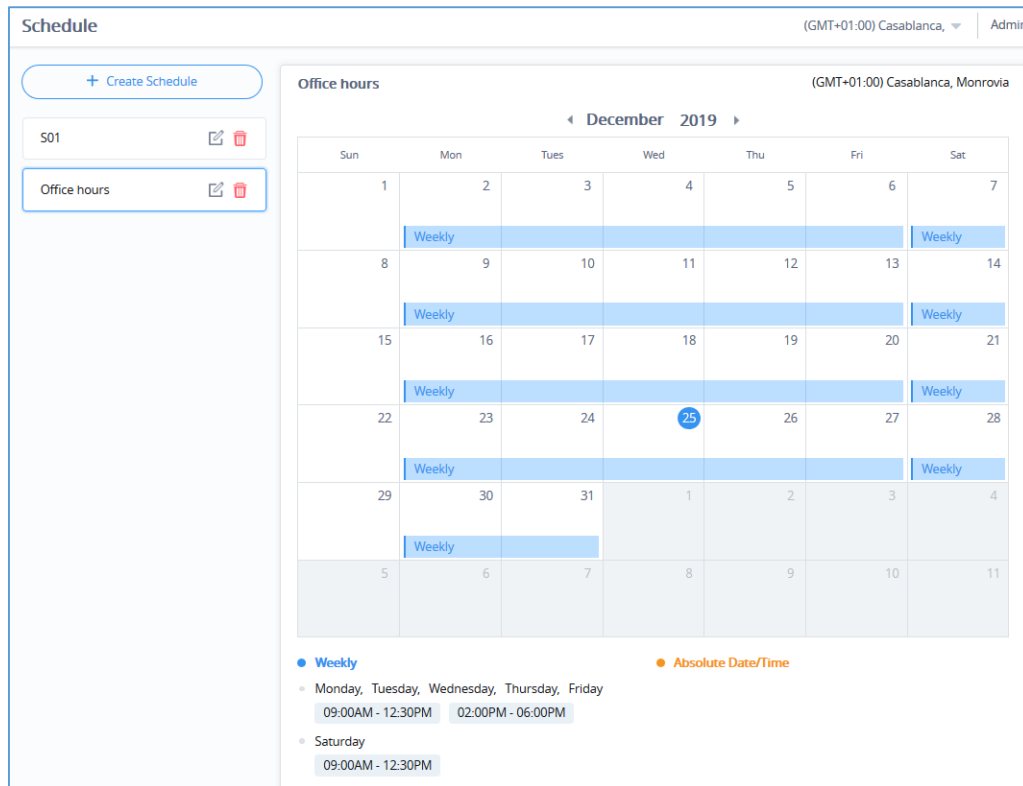 Schedule
(GMT+01:00) Casablanca,
+ Create Schedule
S01
Office hours
Office hours
(GMT+01:00) Casablanca, Monrovia
December 2019
Sun Mon Tues Wed Thu Fri Sat
1 2 3 4 5 6 7
Weekly Weekly
8 9 10 11 12 13 14
Weekly Weekly
15 16 17 18 19 20 21
Weekly Weekly
22 23 24 25 26 27 28
Weekly Weekly
29 30 31 1 2 3 4
Weekly
5 6 7 8 9 10 11
Weekly Absolute Date/Time
Monday, Tuesday, Wednesday, Thursday, Friday
09:00AM - 12:30PM 02:00PM - 06:00PM
Saturday
09:00AM - 12:30PM